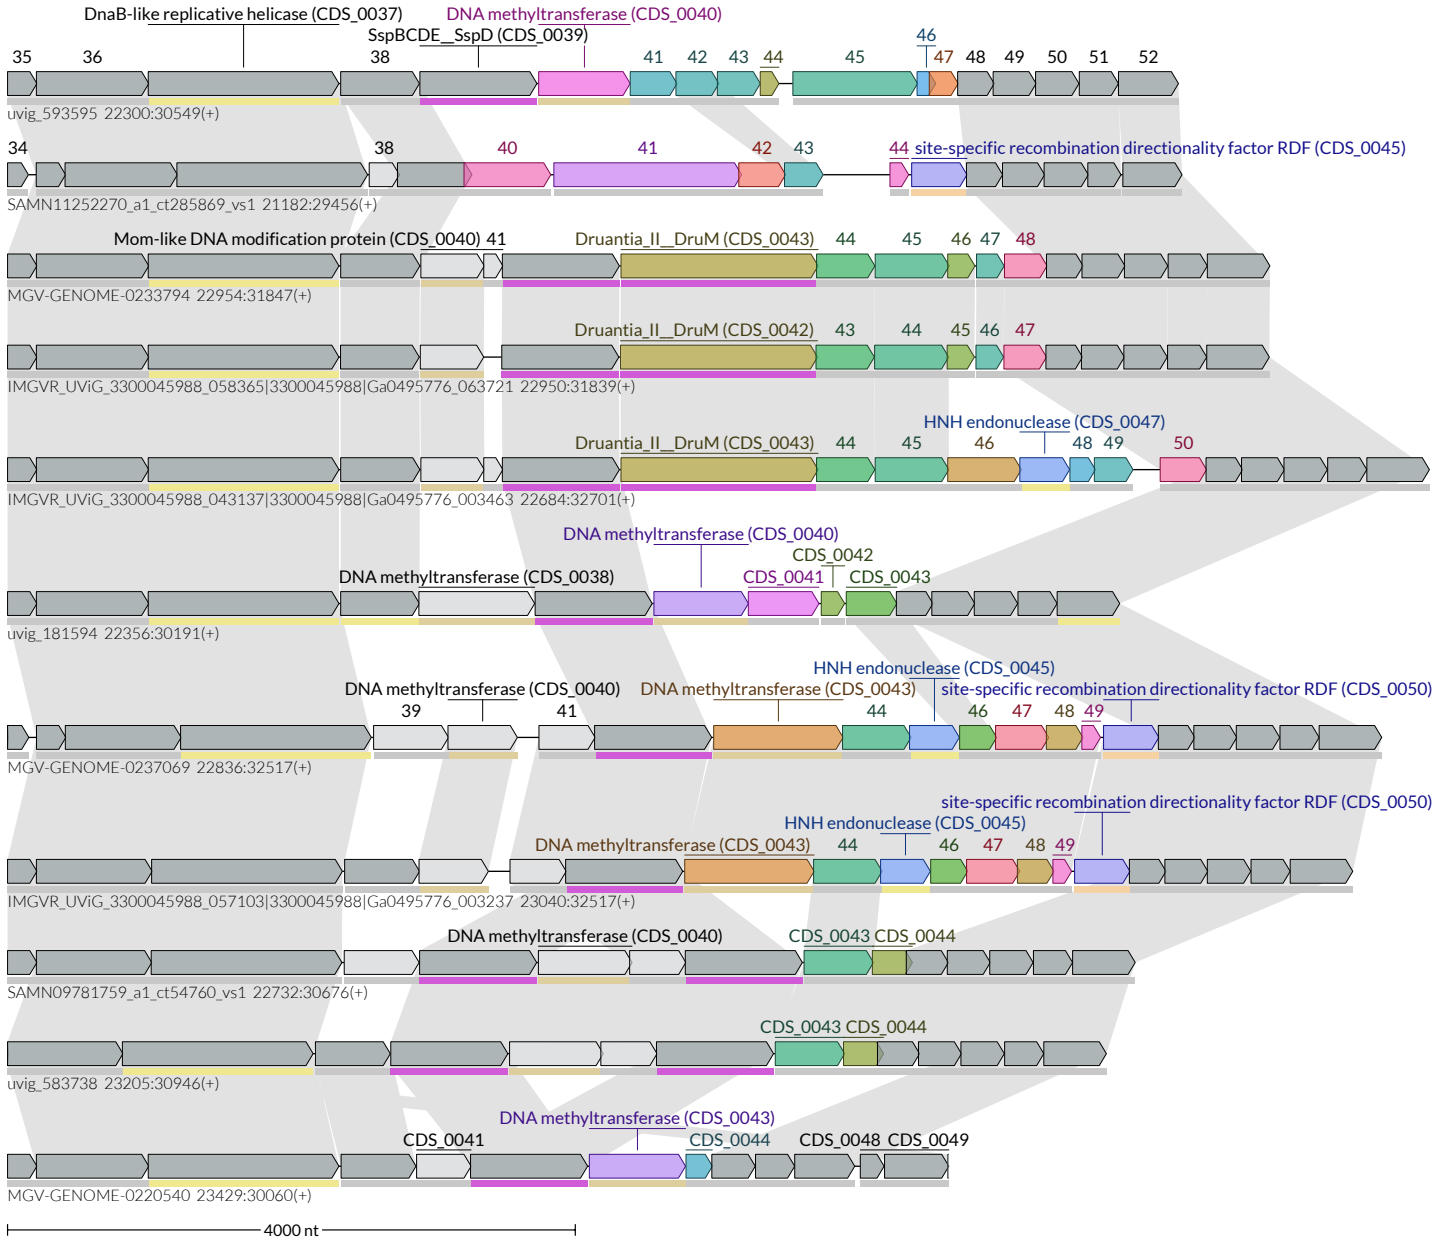 DnaB-like replicative helicase (CDS_0037) DNA methyltransferase (CDS_0040)
SspBCDE__SspD (CDS_0039)
35 36 38 41 42 43 44 45 46 47 48 49 50 51 52
uvig_593595 22300:30549(+)
34 38 40 41 42 43 44 site-specific recombination directionality factor RDF (CDS_0045)
SAMN11252270_a1_ct285869_vs1 21182:29456(+)
Mom-like DNA modification protein (CDS_0040) 41 Druantia_II__DruM (CDS_0043) 44 45 46 47 48
MGV-GENOME-0233794 22954:31847(+)
Druantia_II__DruM (CDS_0042) 43 44 45 46 47
IMGVR_UViG_3300045988_058365|3300045988|Ga0495776_063721 22950:31839(+)
HNH endonuclease (CDS_0047)
Druantia_II__DruM (CDS_0043) 44 45 46 48 49 50
IMGVR_UViG_3300045988_043137|3300045988|Ga0495776_003463 22684:32701(+)
DNA methyltransferase (CDS_0040)
CDS_0042
DNA methyltransferase (CDS_0038) CDS_0041 CDS_0043
uvig_181594 22356:30191(+)
HNH endonuclease (CDS_0045)
DNA methyltransferase (CDS_0040) DNA methyltransferase (CDS_0043) site-specific recombination directionality factor RDF (CDS_0050)
39 41 44 46 47 48 49
MGV-GENOME-0237069 22836:32517(+)
site-specific recombination directionality factor RDF (CDS_0050)
HNH endonuclease (CDS_0045)
DNA methyltransferase (CDS_0043) 44 46 47 48 49
IMGVR_UViG_3300045988_057103|3300045988|Ga0495776_003237 23040:32517(+)
DNA methyltransferase (CDS_0040) CDS_0043 CDS_0044
SAMN09781759_a1_ct54760_vs1 22732:30676(+)
CDS_0043 CDS_0044
uvig_583738 23205:30946(+)
DNA methyltransferase (CDS_0043)
CDS_0041 CDS_0044 CDS_0048 CDS_0049
MGV-GENOME-0220540 23429:30060(+)
4000 nt